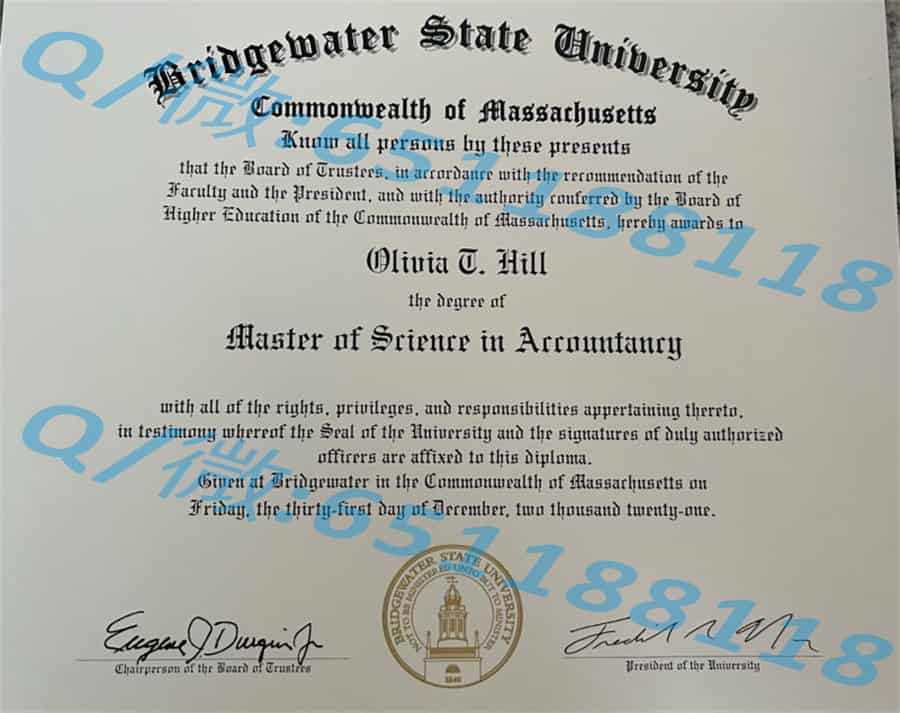 Bridgewater State University
Commonwealth of Massachusetts
Know all persons by these presents
that the Board of Trustees, in accordance with the recommendation of the
Faculty and the President, and with the authority conferred by the Board of
Higher Education of the Commonwealth of Massachusetts, hereby awards to
Olivia T. Hill
the degree of
Master of Science in Accountancy
with all of the rights, privileges, and responsibilities appertaining thereto,
in testimony whereof the Seal of the University and the signatures of duly authorized
officers are affixed to this diploma.
Given at Bridgewater in the Commonwealth of Massachusetts on
Friday, the thirty-first day of December, two thousand twenty-one.
BRIDGEWATER STATE UNIVERSITY
NOT TO BE MINISTERED UNTO BUT TO MINISTER
1840
Eugene J Durgin Jr
Chairperson of the Board of Trustees
President of the University
Q/微:65118118
Q/微:65118118